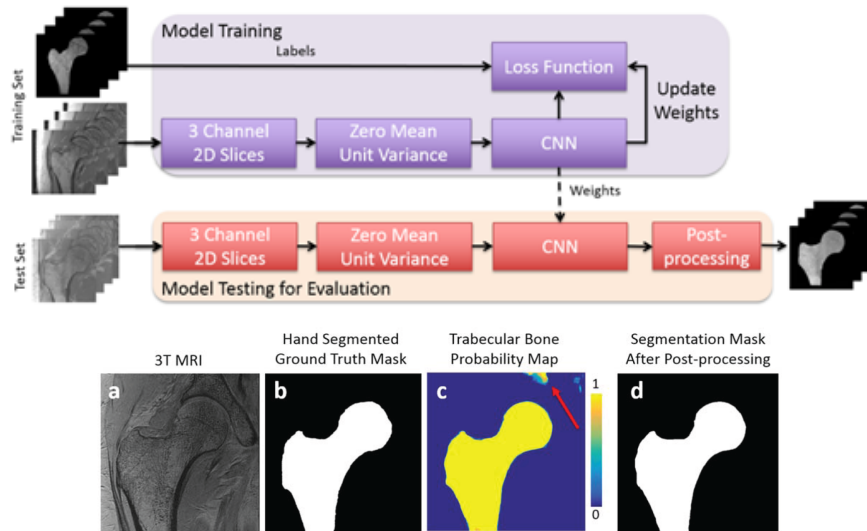 Training Set
Model Training
Labels
Loss Function
Update
Weights
3 Channel
2D Slices
Zero Mean
Unit Variance
CNN
Weights
Test Set
3 Channel
2D Slices
Zero Mean
Unit Variance
CNN
Post-
processing
Model Testing for Evaluation
3T MRI
Hand Segmented
Ground Truth Mask
Trabecular Bone
Probability Map
Segmentation Mask
After Post-processing
a
b
c
1
0
d